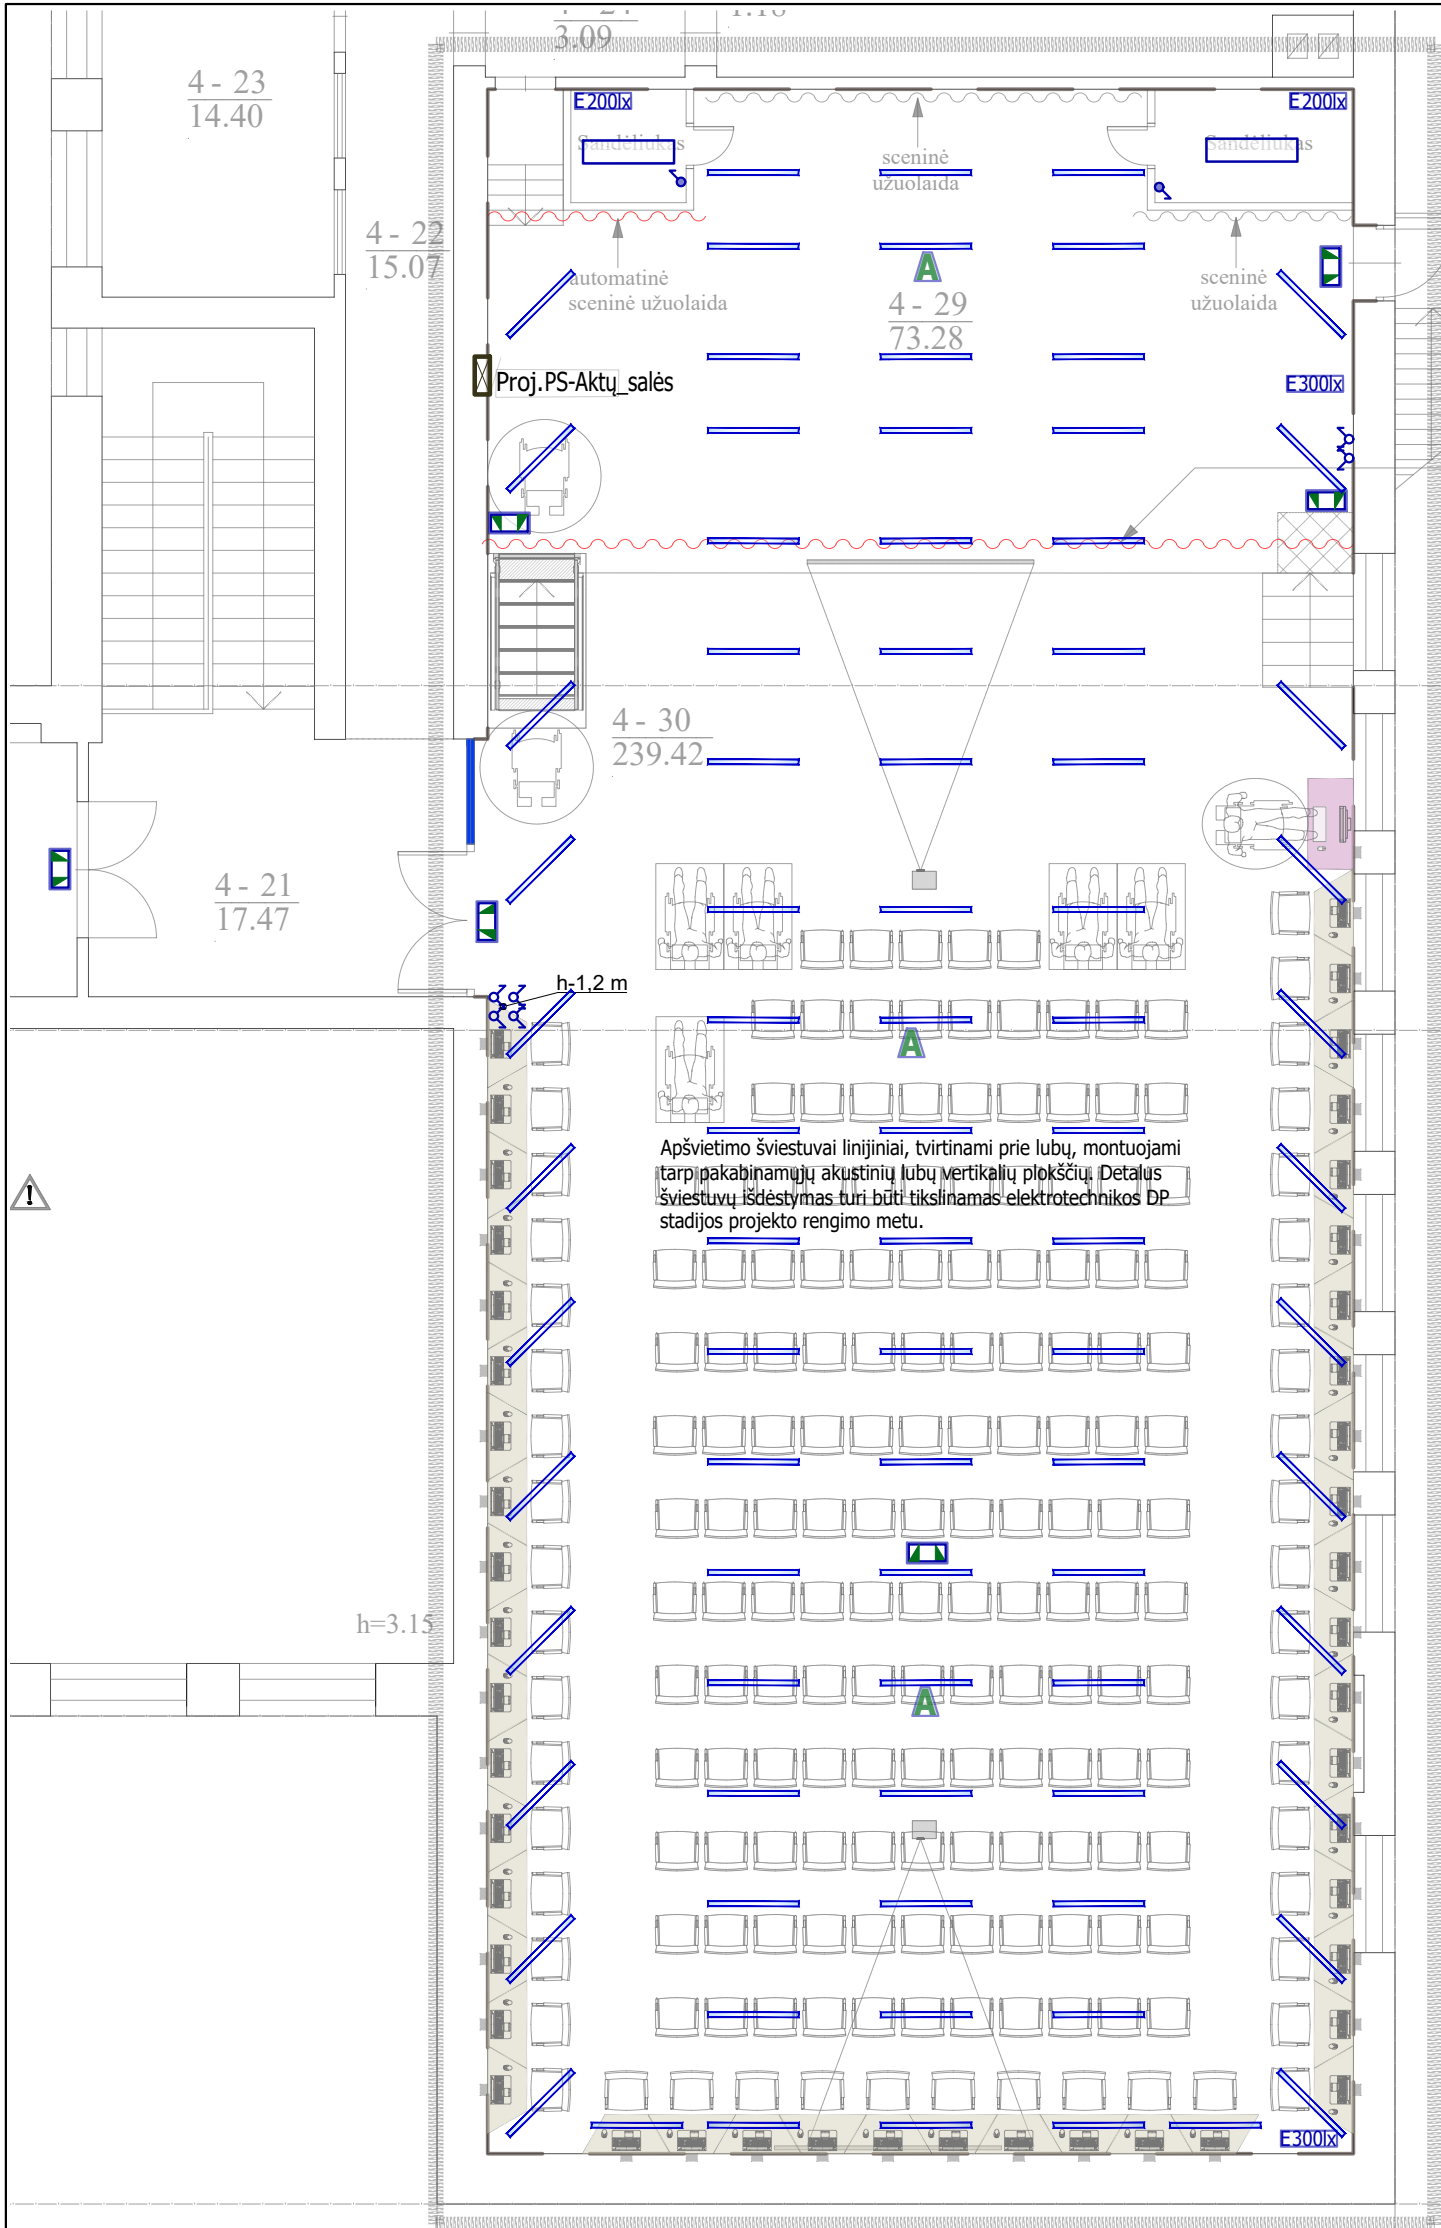 3.09
4 - 23
14.40
E200lx
E200lx
Sandėliukas
Sandėliukas
sceninė
užuolaida
4 - 22
15.07
automatinė
sceninė užuolaida
sceninė
užuolaida
A
4 - 29
73.28
Proj.PS-Aktų_salės
E300lx
4 - 30
239.42
4 - 21
17.47
h-1,2 m
A
Apšvietimo šviestuvai linijiniai, tvirtinami prie lubų, montuojami
tarp pakabinamųjų akustinių lubų vertikalių plokščių. Detalus
šviestuvų išdėstymas turi būti tikslinamas elektrotechnikos DP
stadijos projekto rengimo metu.
!
h=3.15
A
E300lx